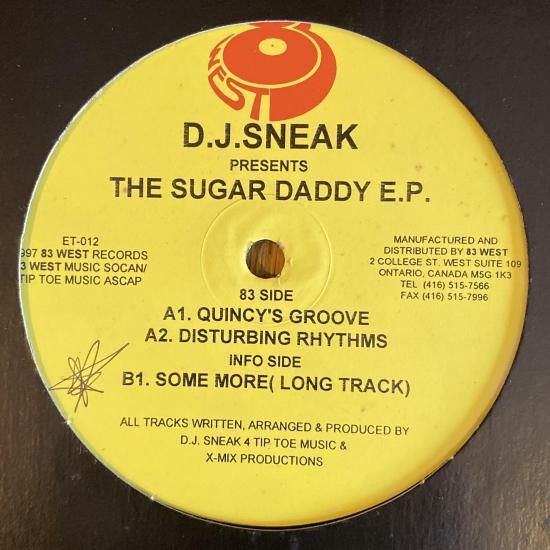 8
WEST
D.J.SNEAK
PRESENTS
THE SUGAR DADDY E.P.
ET-012
997 83 WEST RECORDS
3 WEST MUSIC SOCAN/
TIP TOE MUSIC ASCAP
MANUFACTURED AND
DISTRIBUTED BY 83 WEST
2 COLLEGE ST. WEST SUITE 109
ONTARIO, CANADA M5G 1K3
TEL (416) 515-7566
FAX (416) 515-7996
83 SIDE
A1. QUINCY'S GROOVE
A2. DISTURBING RHYTHMS
INFO SIDE
B1. SOME MORE( LONG TRACK)
ALL TRACKS WRITTEN, ARRANGED & PRODUCED BY
D.J. SNEAK 4 TIP TOE MUSIC &
X-MIX PRODUCTIONS